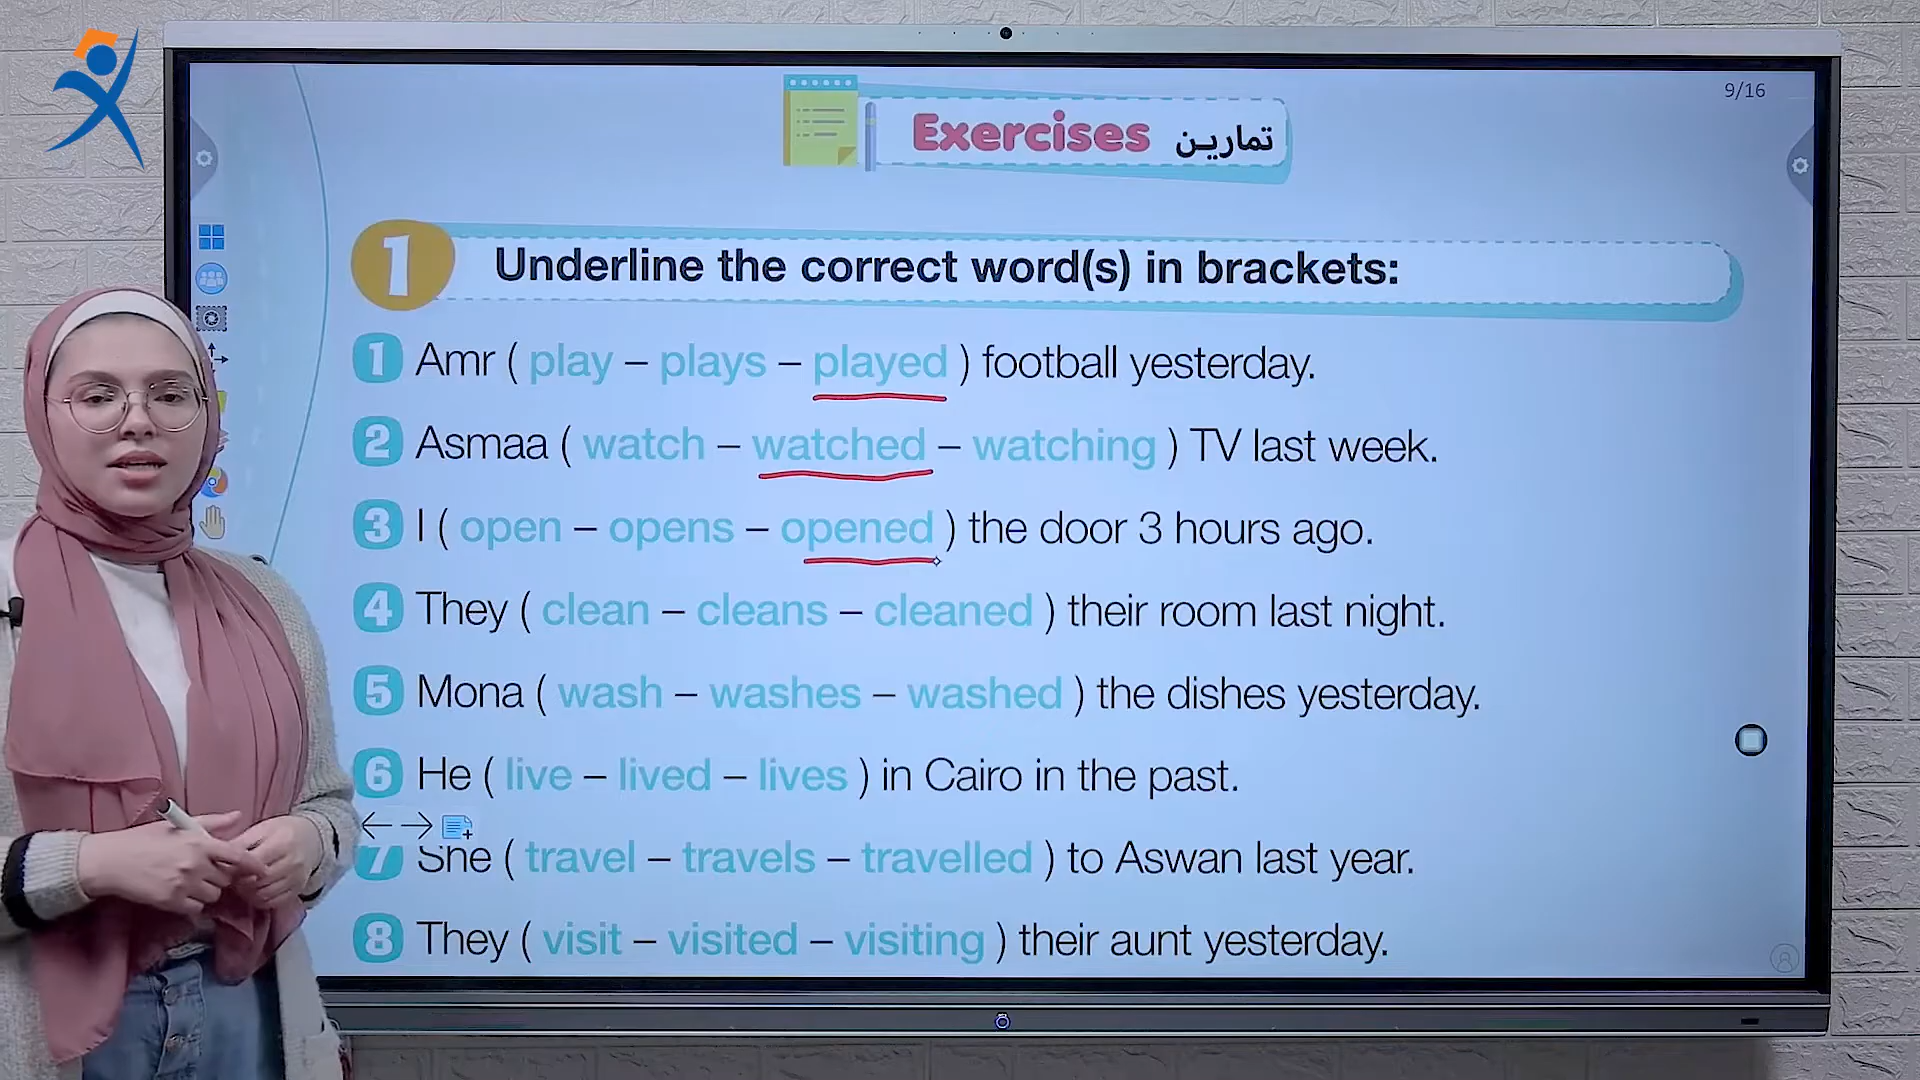 9/16
Exercises تمارين
1 Underline the correct word(s) in brackets:
1 Amr ( play – plays – played ) football yesterday.
2 Asmaa ( watch – watched – watching ) TV last week.
3 I ( open – opens – opened ) the door 3 hours ago.
4 They ( clean – cleans – cleaned ) their room last night.
5 Mona ( wash – washes – washed ) the dishes yesterday.
6 He ( live – lived – lives ) in Cairo in the past.
7 She ( travel – travels – travelled ) to Aswan last year.
8 They ( visit – visited – visiting ) their aunt yesterday.